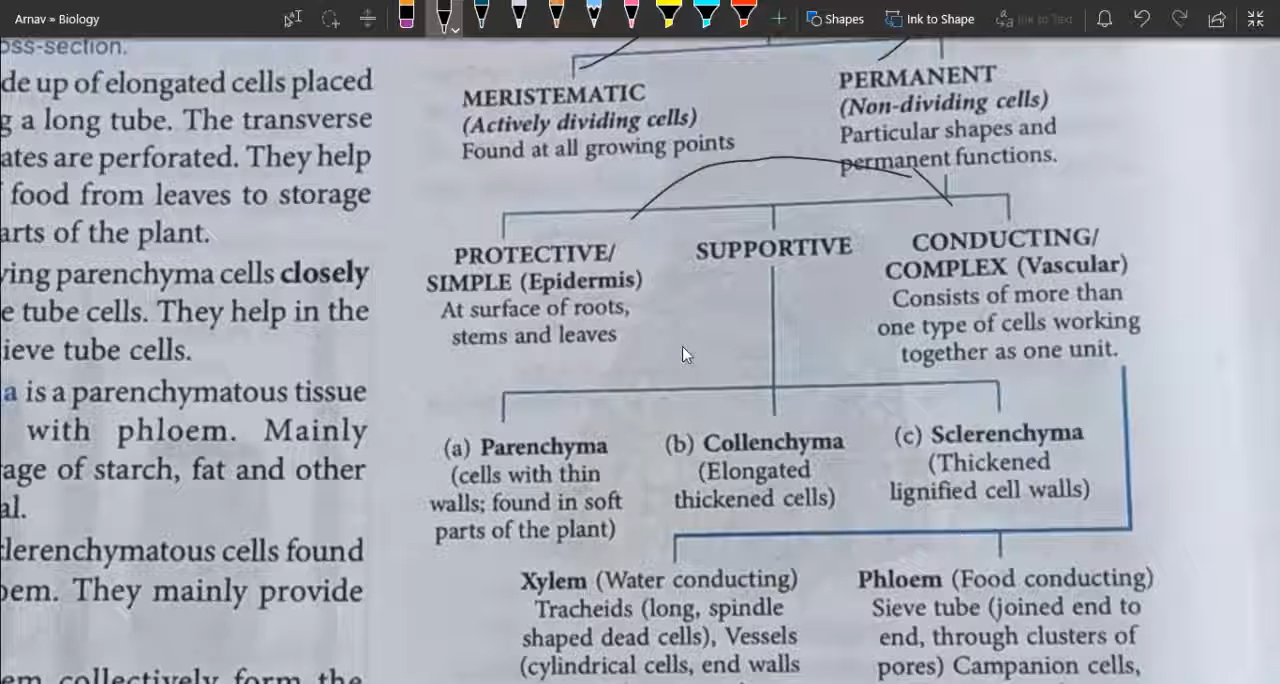 Arnav » Biology
Shapes
Ink to Shape
Ink to Text
oss-section.
de up of elongated cells placed
g a long tube. The transverse
ates are perforated. They help
food from leaves to storage
arts of the plant.
ying parenchyma cells closely
e tube cells. They help in the
ieve tube cells.
a is a parenchymatous tissue
with phloem. Mainly
rage of starch, fat and other
al.
clerenchymatous cells found
oem. They mainly provide
em collectively form the
MERISTEMATIC
(Actively dividing cells)
Found at all growing points
PERMANENT
(Non-dividing cells)
Particular shapes and
permanent functions.
PROTECTIVE/
SIMPLE (Epidermis)
At surface of roots,
stems and leaves
SUPPORTIVE
CONDUCTING/
COMPLEX (Vascular)
Consists of more than
one type of cells working
together as one unit.
(a) Parenchyma
(cells with thin
walls; found in soft
parts of the plant)
(b) Collenchyma
(Elongated
thickened cells)
(c) Sclerenchyma
(Thickened
lignified cell walls)
Xylem (Water conducting)
Tracheids (long, spindle
shaped dead cells), Vessels
(cylindrical cells, end walls
Phloem (Food conducting)
Sieve tube (joined end to
end, through clusters of
pores) Campanion cells,